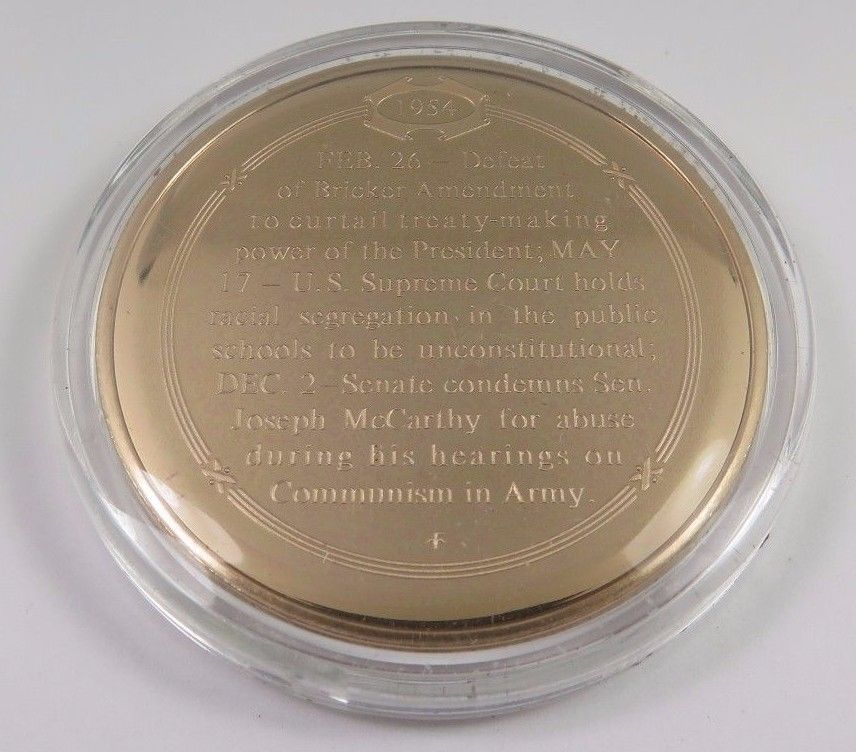 1954
FEB. 26 – Defeat
of Bricker Amendment
to curtail treaty-making
power of the President; MAY
17 – U.S. Supreme Court holds
racial segregation in the public
schools to be unconstitutional;
DEC. 2 – Senate condemns Sen.
Joseph McCarthy for abuse
during his hearings on
Communism in Army.